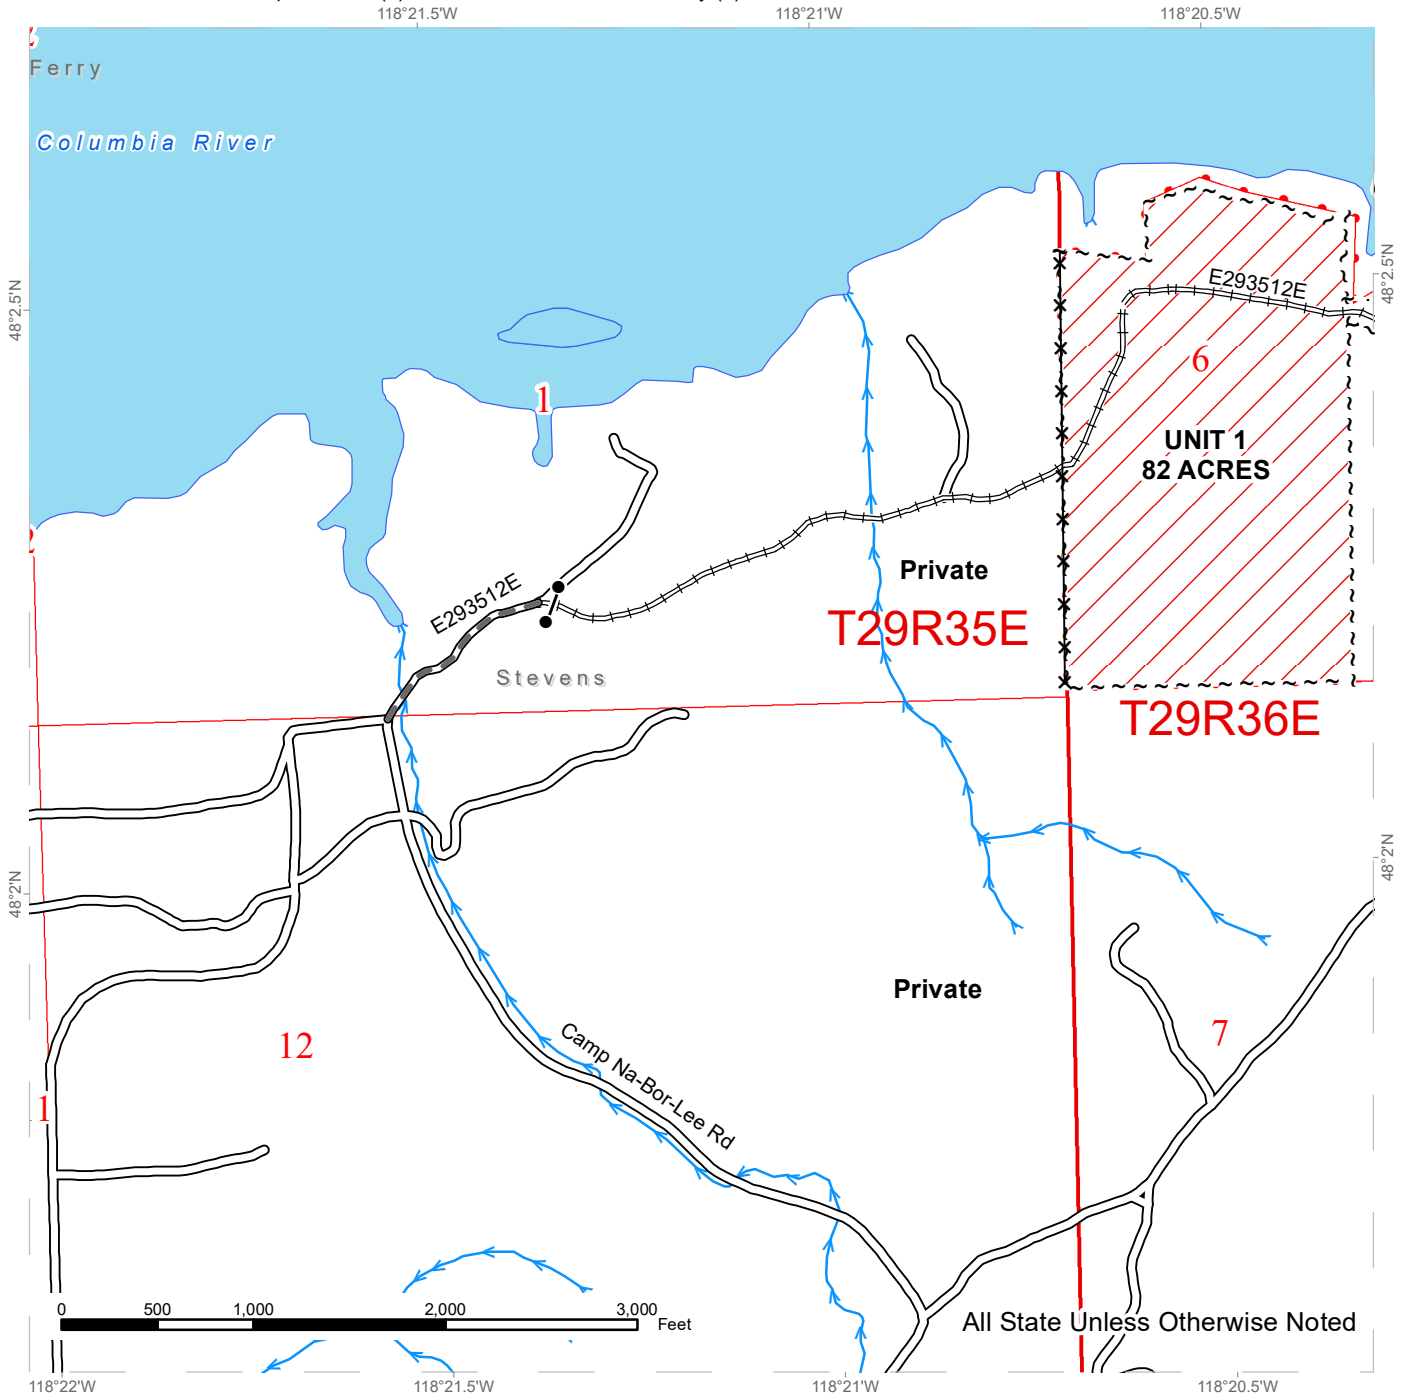 118°21.5'W
118°21'W
118°20.5'W
Ferry
Columbia River
48°2.5'N
48°2.5'N
E293512E
6
1
UNIT 1
82 ACRES
2
Private
E293512E
T29R35E
Stevens
T29R36E
48°2'N
48°2'N
Private
12
7
Camp Na-Bor-Lee Rd
0 500 1,000 2,000 3,000
Feet
All State Unless Otherwise Noted
118°22'W
118°21.5'W
118°21'W
118°20.5'W